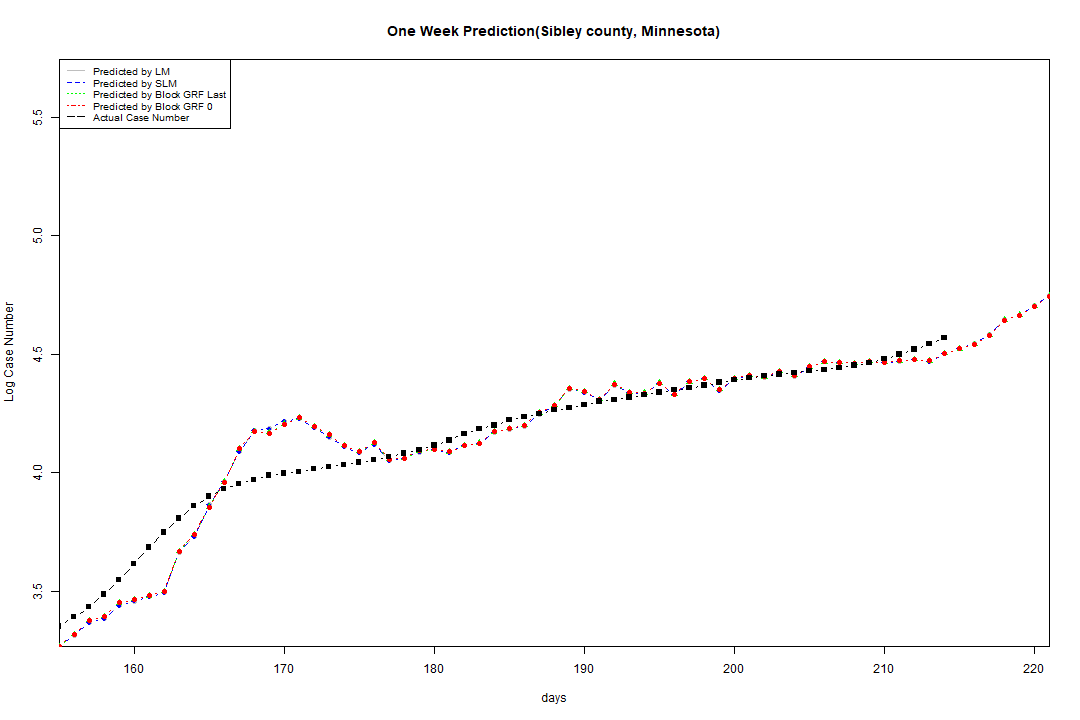 One Week Prediction(Sibley county, Minnesota)
Predicted by LM
Predicted by SLM
Predicted by Block GRF Last
Predicted by Block GRF 0
Actual Case Number
Log Case Number
5.5
5.0
4.5
4.0
3.5
160 170 180 190 200 210 220
days